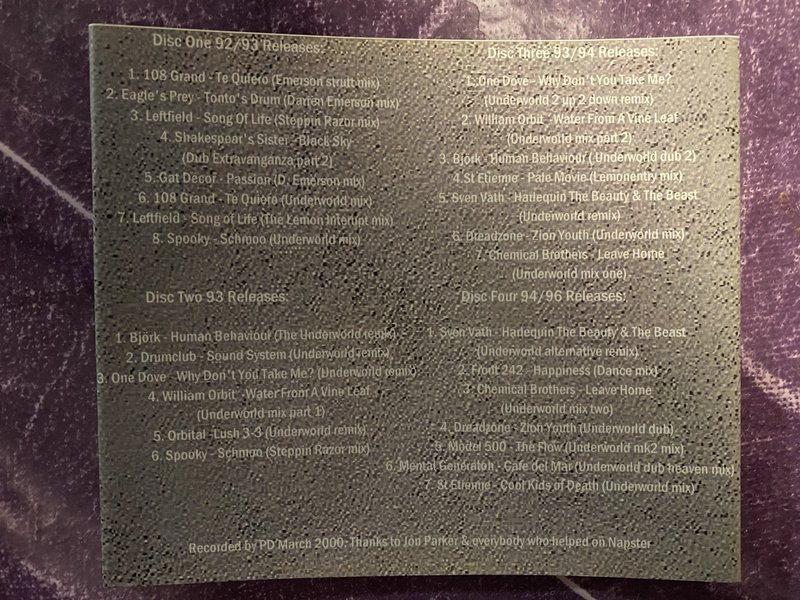 Disc One 92/93 Releases:
1. 108 Grand - Te Quiero (Emerson strutt mix)
2. Eagle's Prey - Tonto's Drum (Darren Emerson mix)
3. Leftfield - Song Of Life (Steppin Razor mix)
4. Shakespear's Sister - Black Sky
(Dub Extravanganza part 2)
5. Gat Decor - Passion (D. Emerson mix)
6. 108 Grand - Te Quiero (Underworld mix)
7. Leftfield - Song of Life (The Lemon Interupt mix)
8. Spooky - Schmoo (Underworld mix)
Disc Two 93 Releases:
1. Björk - Human Behaviour (The Underworld remix)
2. Drumclub - Sound System (Underworld remix)
3. One Dove - Why Don't You Take Me? (Underworld remix)
4. William Orbit - Water From A Vine Leaf
(Underworld mix part 1)
5. Orbital -Lush 3-3 (Underworld remix)
6. Spooky - Schmoo (Steppin Razor mix)
Disc Three 93/94 Releases:
1. One Dove - Why Don't You Take Me?
(Underworld 2 up 2 down remix)
2. William Orbit - Water From A Vine Leaf
(Underworld mix part 2)
3. Björk - Human Behaviour ( Underworld dub 2)
4.St Etienne - Pale Movie (Lemonentry mix)
5. Sven Vath - Harlequin The Beauty & The Beast
(Underworld remix)
6. Dreadzone - Zion Youth (Underworld mix)
7. Chemical Brothers - Leave Home
(Underworld mix one)
Disc Four 94/96 Releases:
1. Sven Vath - Harlequin The Beauty & The Beast
(Underworld alternative remix)
2. Front 242 - Happiness (Dance mix)
3. Chemical Brothers - Leave Home
(Underworld mix two)
4. Dreadzone - Zion Youth (Underworld dub)
5. Model 500 - The Flow (Underworld mk2 mix)
6. Mental Generator - Cafe del Mar (Underworld dub heaven mix)
7. St Etienne - Cool Kids of Death (Underworld mix)
Recorded by PD March 2000. Thanks to Jon Parker & everybody who helped on Napster